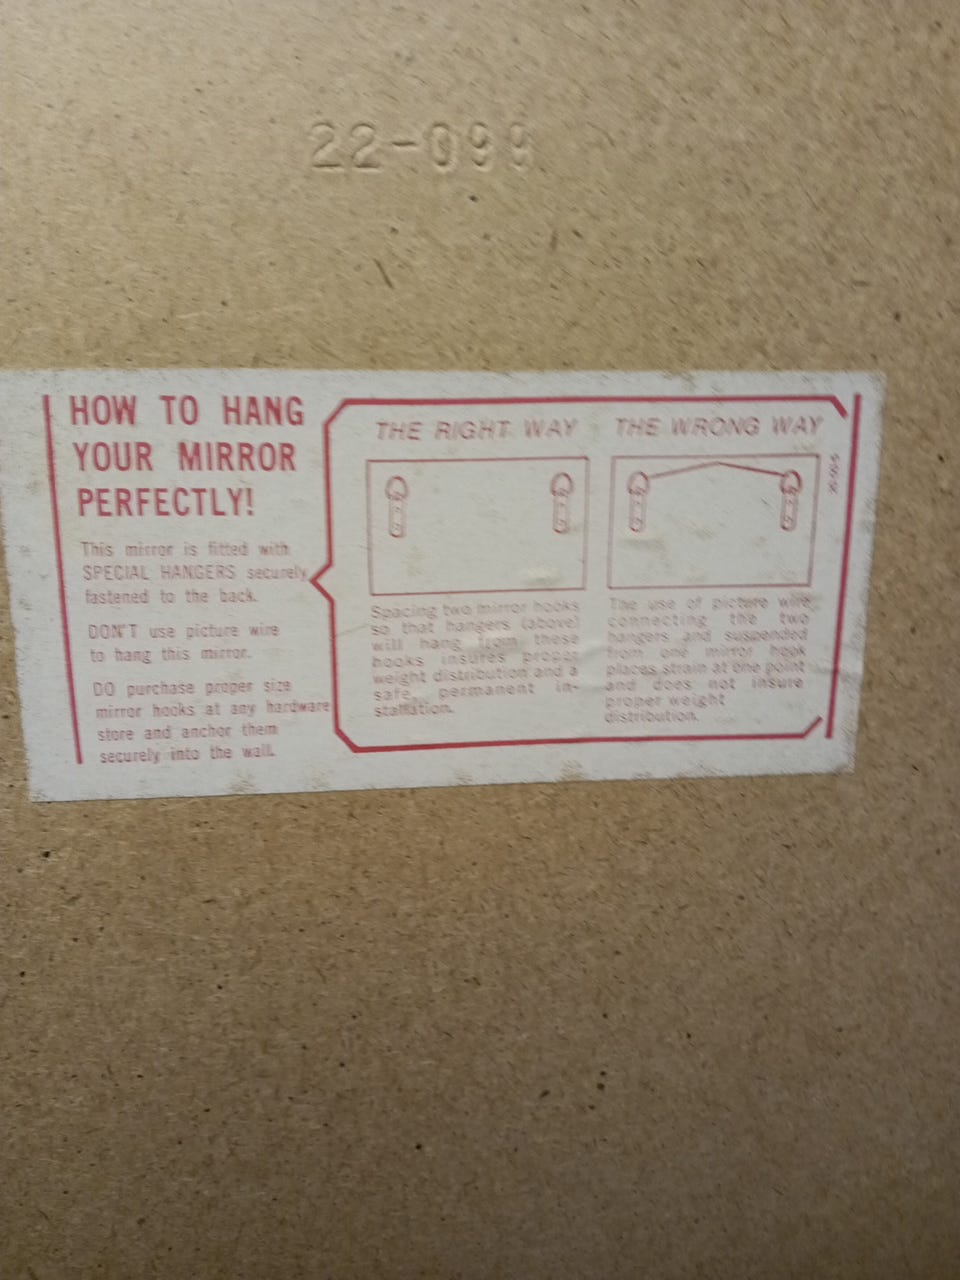 22-099
HOW TO HANG
YOUR MIRROR
PERFECTLY!
This mirror is fitted with
SPECIAL HANGERS securely
fastened to the back.
DON'T use picture wire
to hang this mirror.
DO purchase proper size
mirror hooks at any hardware
store and anchor them
securely into the wall.
THE RIGHT WAY
Spacing two mirror hooks
so that hangers (above)
will hang from these
hooks insures proper
weight distribution and a
safe, permanent in-
stallation.
THE WRONG WAY
The use of picture wire
connecting the two
hangers and suspended
from one mirror hook
places strain at one point
and does not insure
proper weight
distribution.